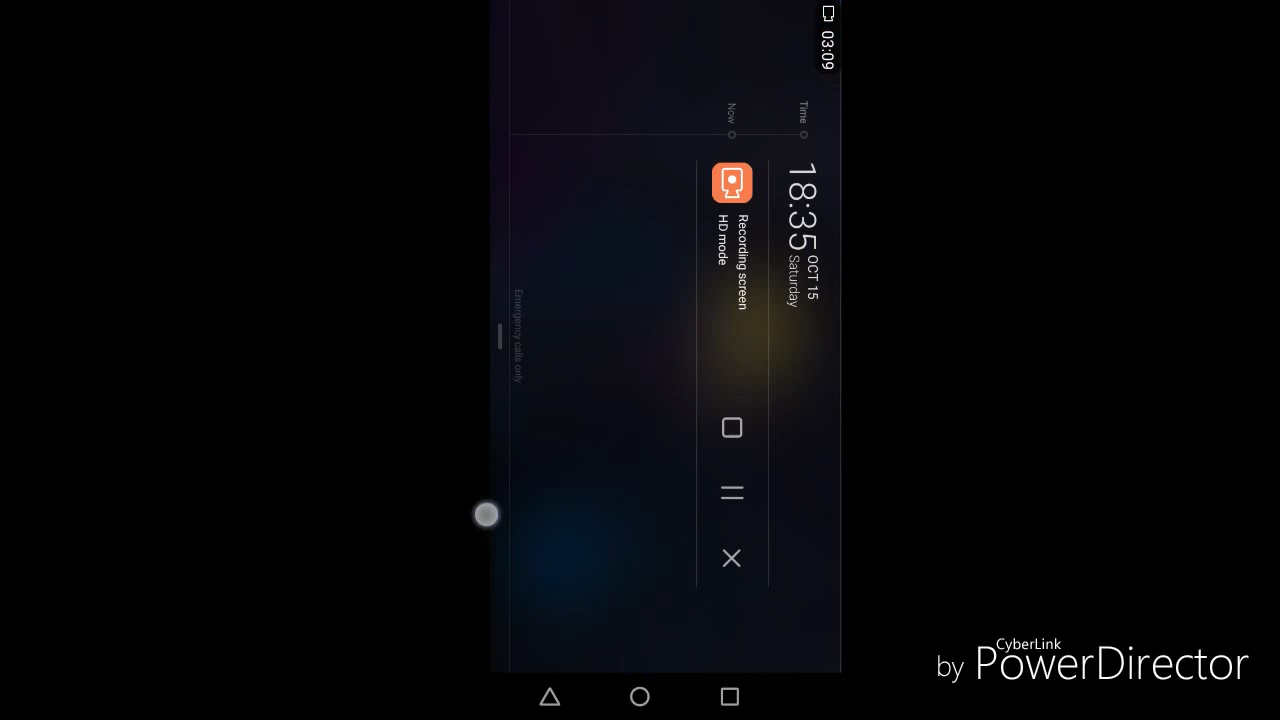 03:09
Time
18:35
OCT 15
Saturday
Now
Recording screen
HD mode
Emergency calls only
CyberLink
by PowerDirector